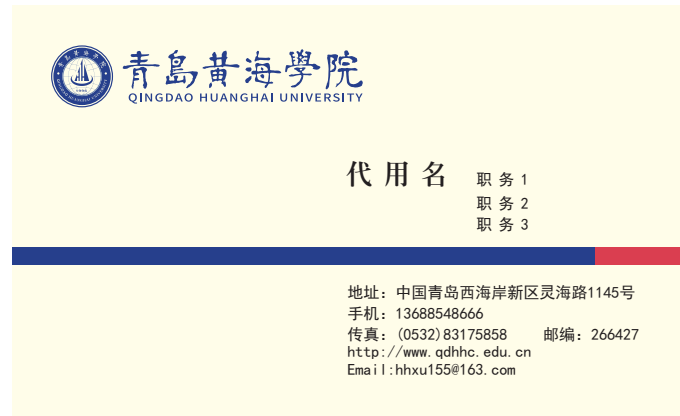 青島黄海學院
QINGDAO HUANGHAI UNIVERSITY
代用名
职务1
职务2
职务3
地址：中国青岛西海岸新区灵海路1145号
手机：13688548666
传真：(0532)83175858 邮编：266427
http://www.qdhhc.edu.cn
Email:hhxu155@163.com